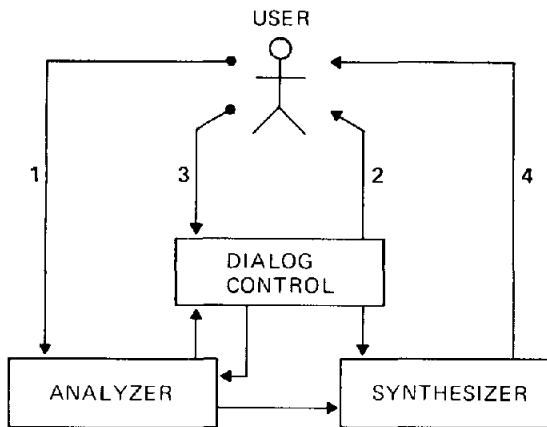 USER
1
3
2
4
DIALOG
CONTROL
ANALYZER
SYNTHESIZER